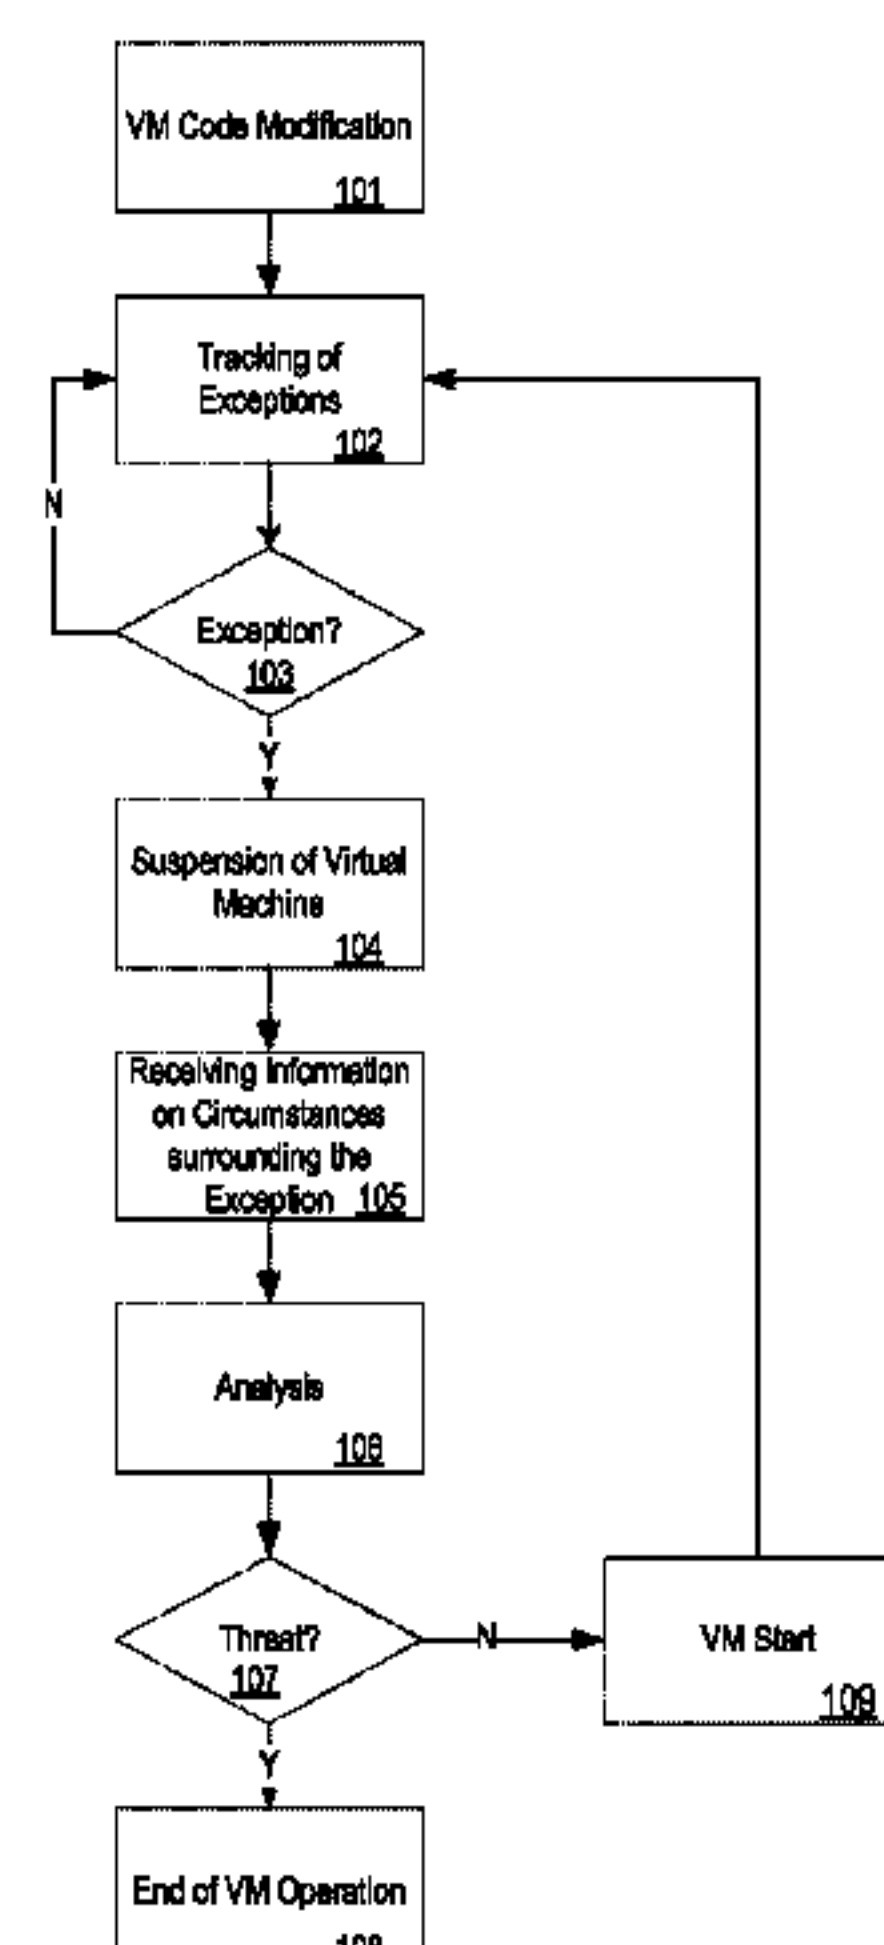 VM Code Modification
101
Tracking of
Exceptions
102
N
Exception?
103
Y
Suspension of Virtual
Machine
104
Receiving Information
on Circumstances
surrounding the
Exception 105
Analysis
106
Threat?
107
N
VM Start
109
Y
End of VM Operation